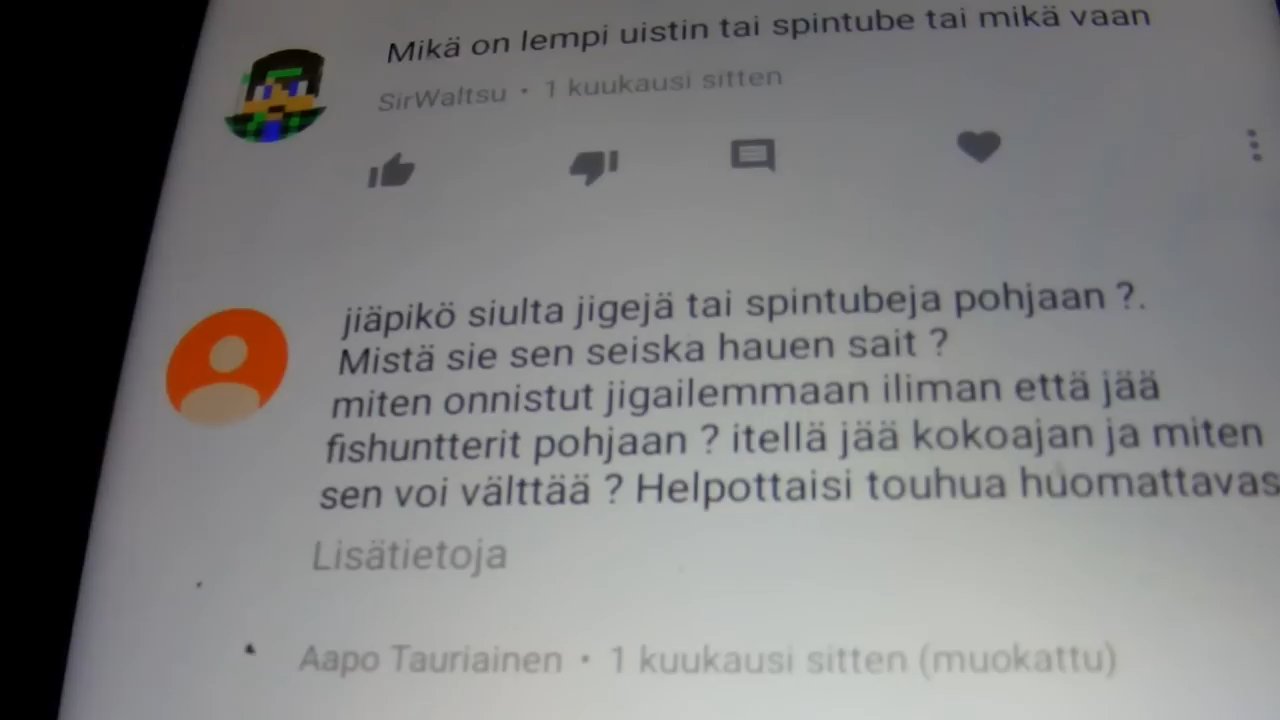 Mikä on lempi uistin tai spintube tai mikä vaan
SirWaltsu · 1 kuukausi sitten
jiäpikö siulta jigejä tai spintubeja pohjaan ?.
Mistä sie sen seiska hauen sait ?
miten onnistut jigailemmaan iliman että jää
fishuntterit pohjaan ? itellä jää kokoajan ja miten
sen voi välttää ? Helpottaisi touhua huomattavas
Lisätietoja
Aapo Tauriainen · 1 kuukausi sitten (muokattu)